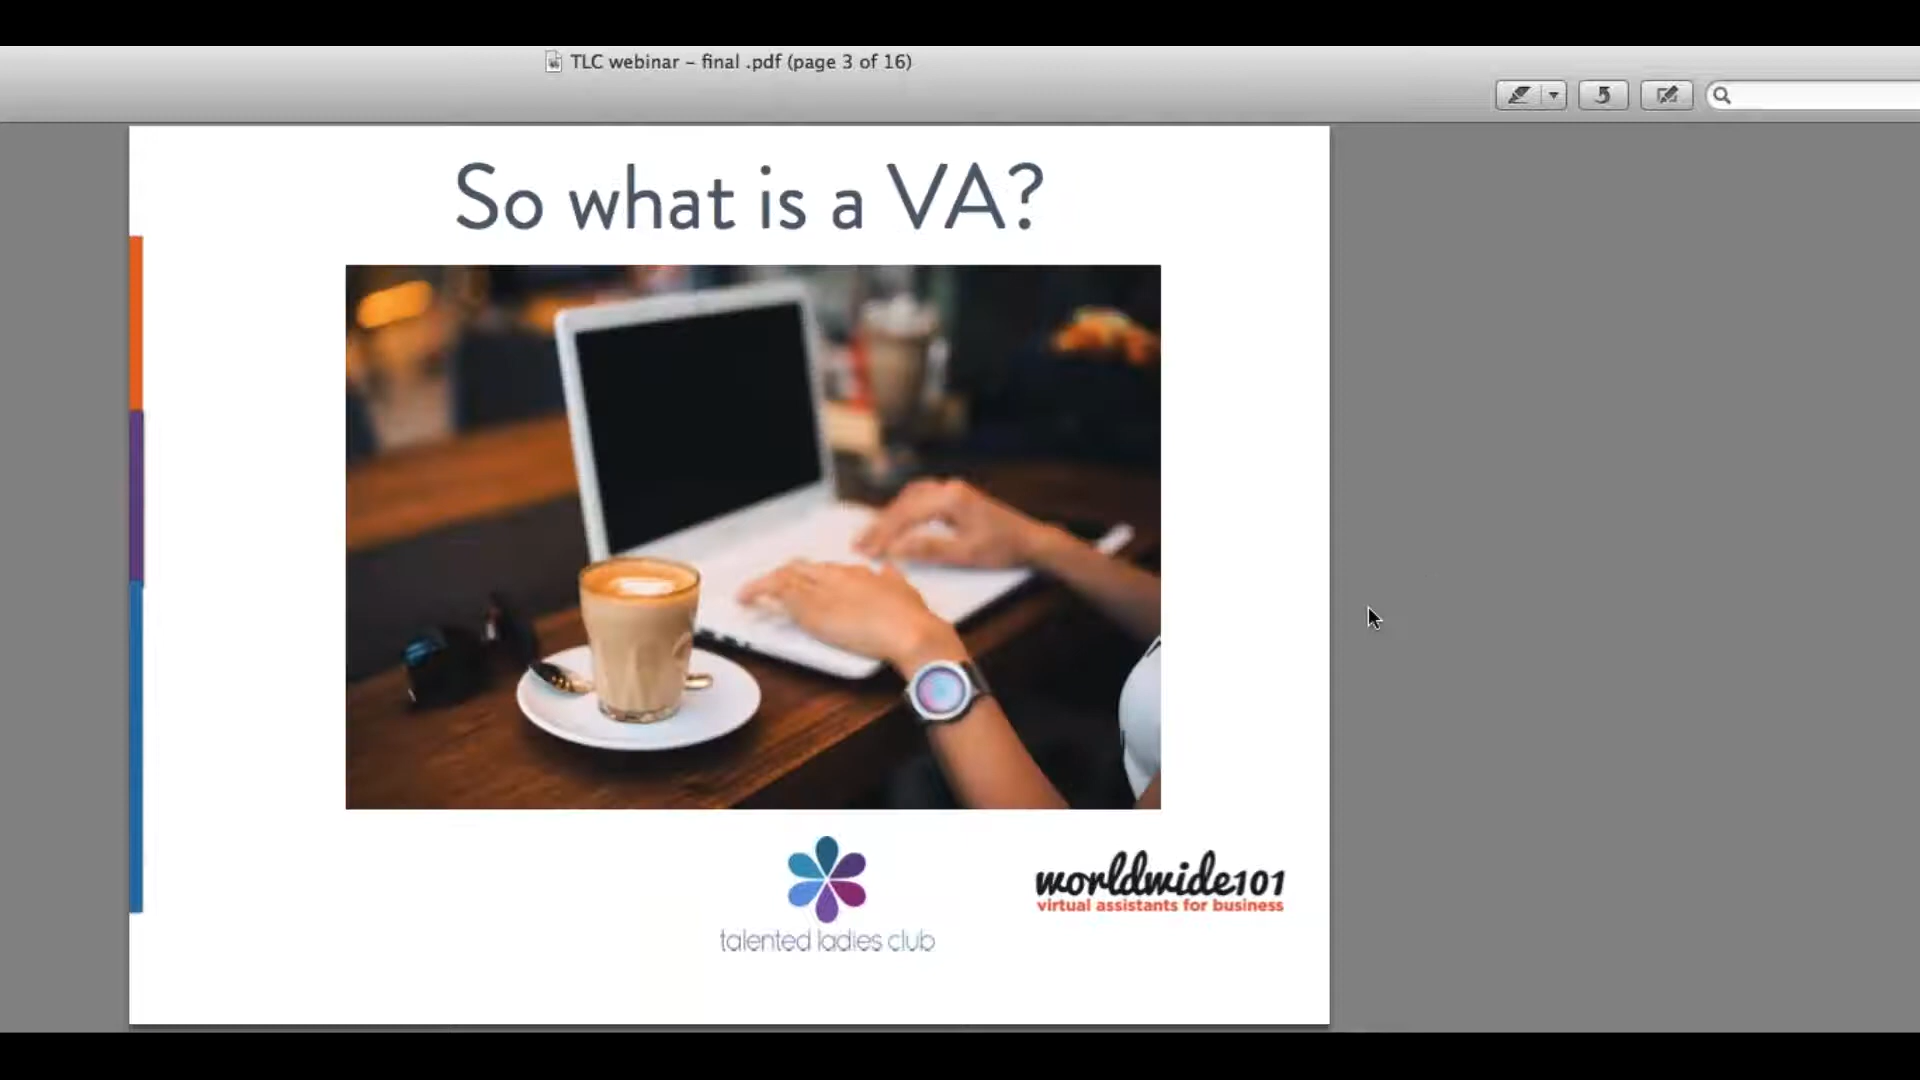 TLC webinar – final .pdf (page 3 of 16)
So what is a VA?
talented ladies club
worldwide101
virtual assistants for business